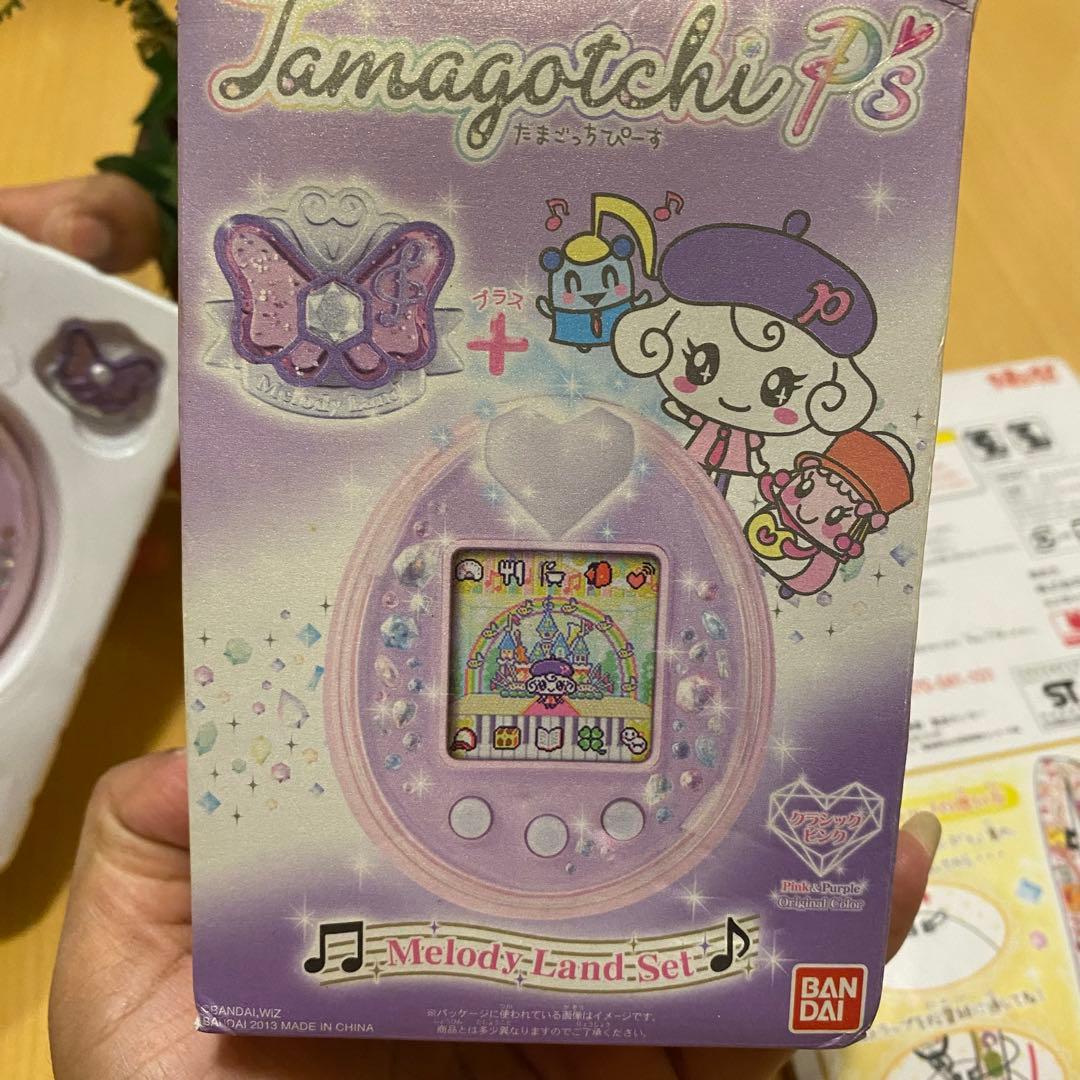 Tamagotchi P's
たまごっちぴーす
プラス
+
Melody Land
p
クラシック
ピンク
Pink & Purple
Original Color
Melody Land Set
©BANDAI,WiZ
BANDAI 2013 MADE IN CHINA
※パッケージに使われている画像はイメージです。
商品とは多少異なりますのでご了承ください。
BAN
DAI
ST